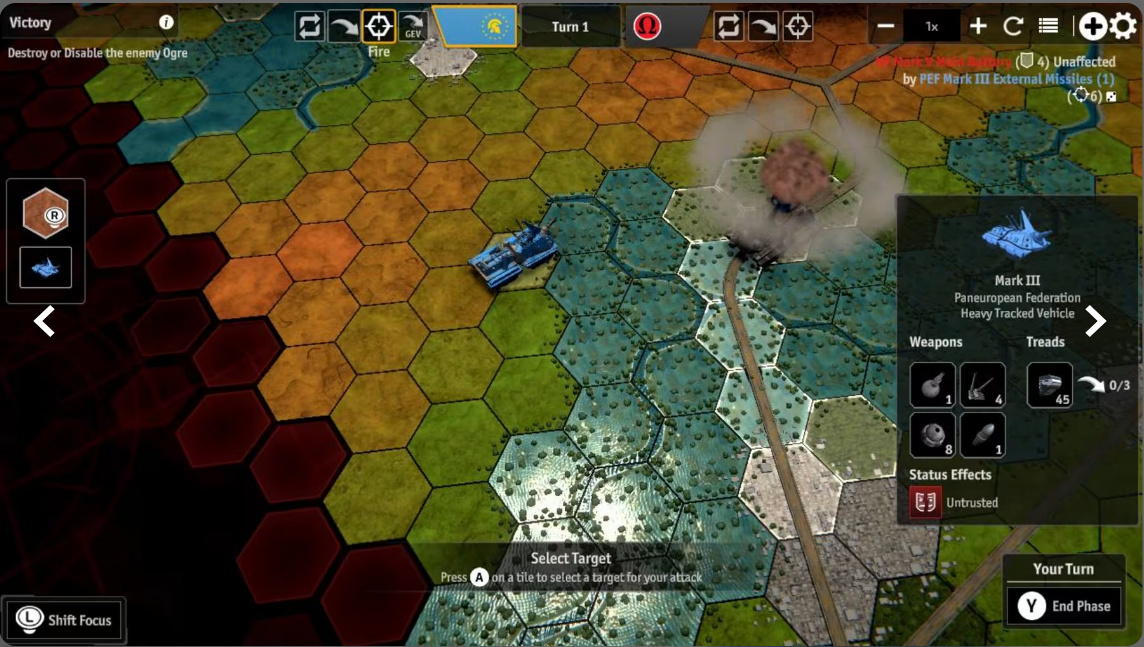 Victory
Destroy or Disable the enemy Ogre
Fire
GEV
Turn 1
Ω
1x
(4) Unaffected
by PEF Mark III External Missiles (1)
(6)
R
Mark III
Paneuropean Federation
Heavy Tracked Vehicle
Weapons
Treads
1
4
45
0/3
8
1
Status Effects
Untrusted
Select Target
Press A on a tile to select a target for your attack
Your Turn
Y End Phase
L Shift Focus